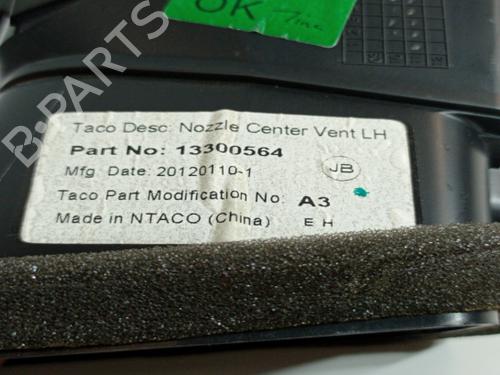 OK
Taco Desc: Nozzle Center Vent LH
Part No: 13300564
Mfg. Date: 20120110-1
JB
Taco Part Modification No: A3
Made in NTACO (China) E H
B-PARTS